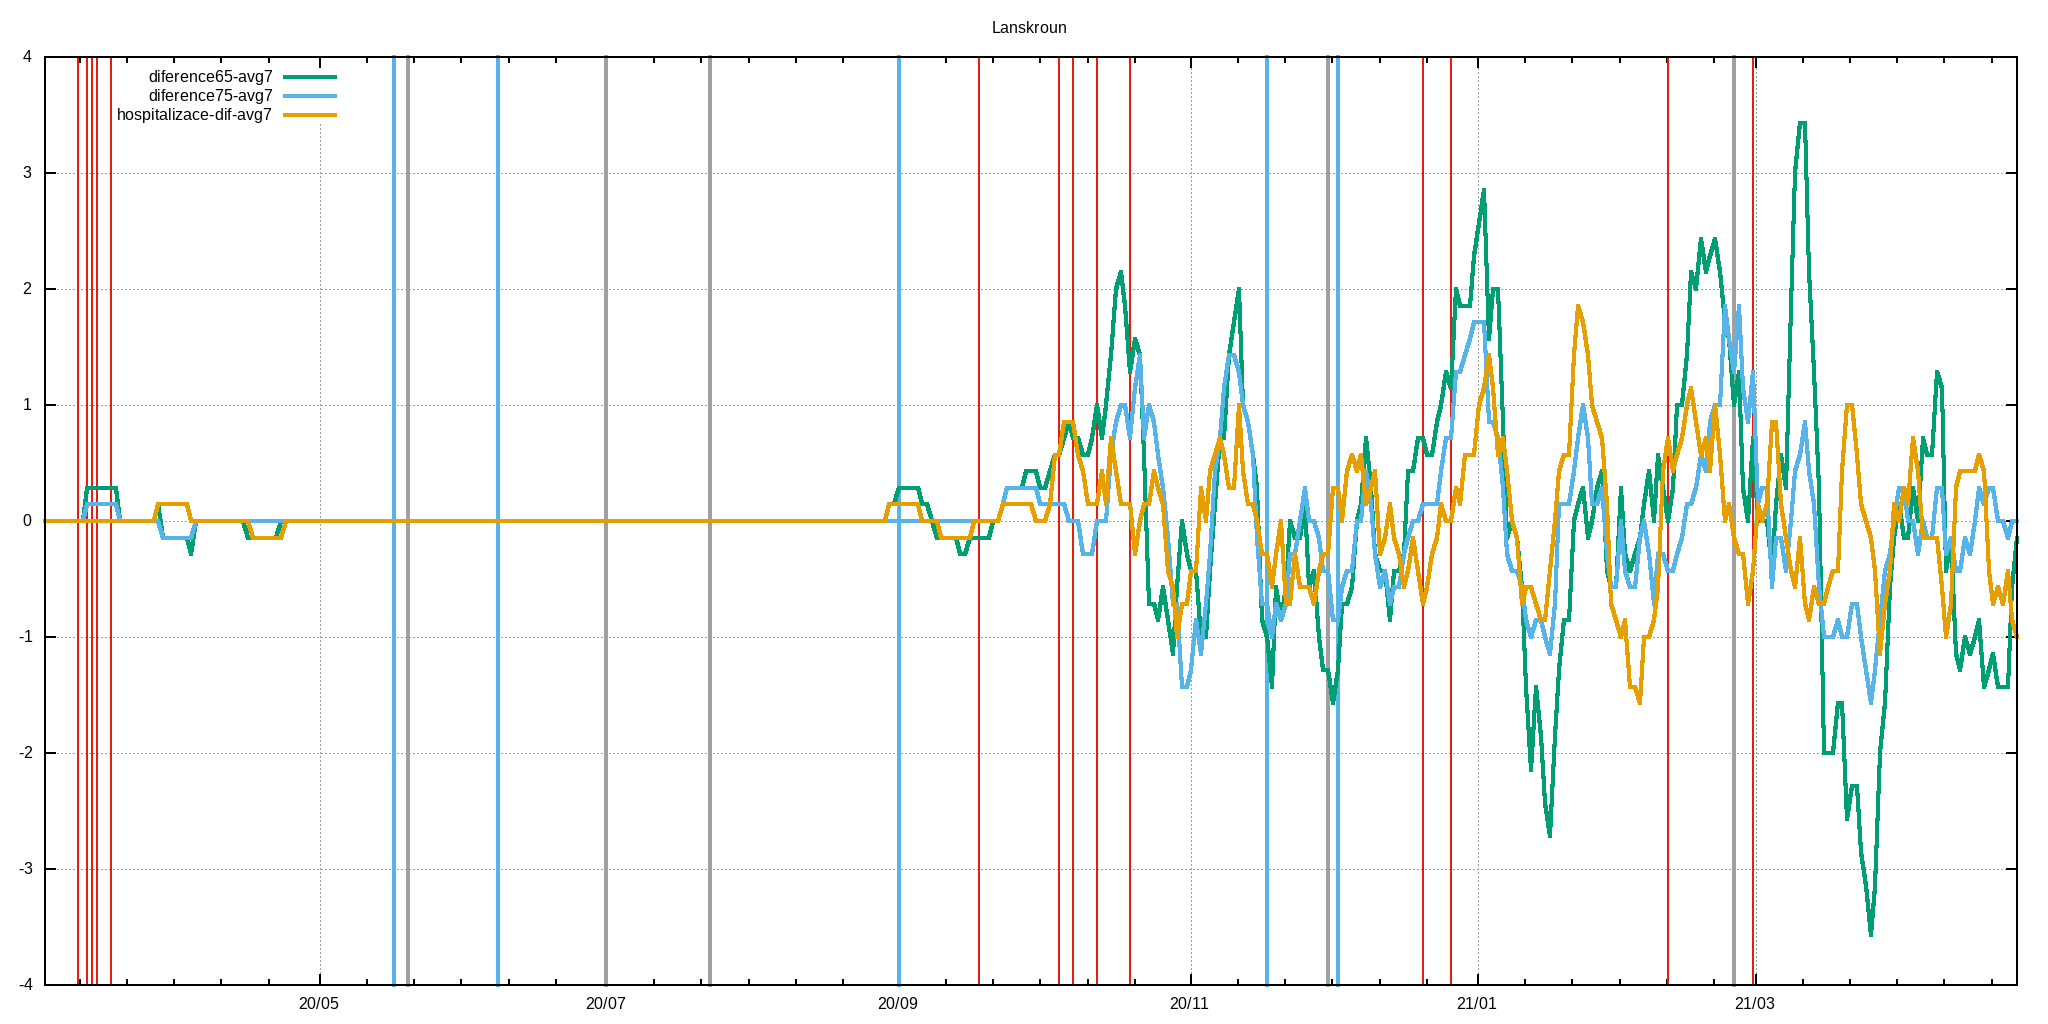 Lanskroun
diference65-avg7
diference75-avg7
hospitalizace-dif-avg7
4
3
2
1
0
-1
-2
-3
-4
20/05 20/07 20/09 20/11 21/01 21/03